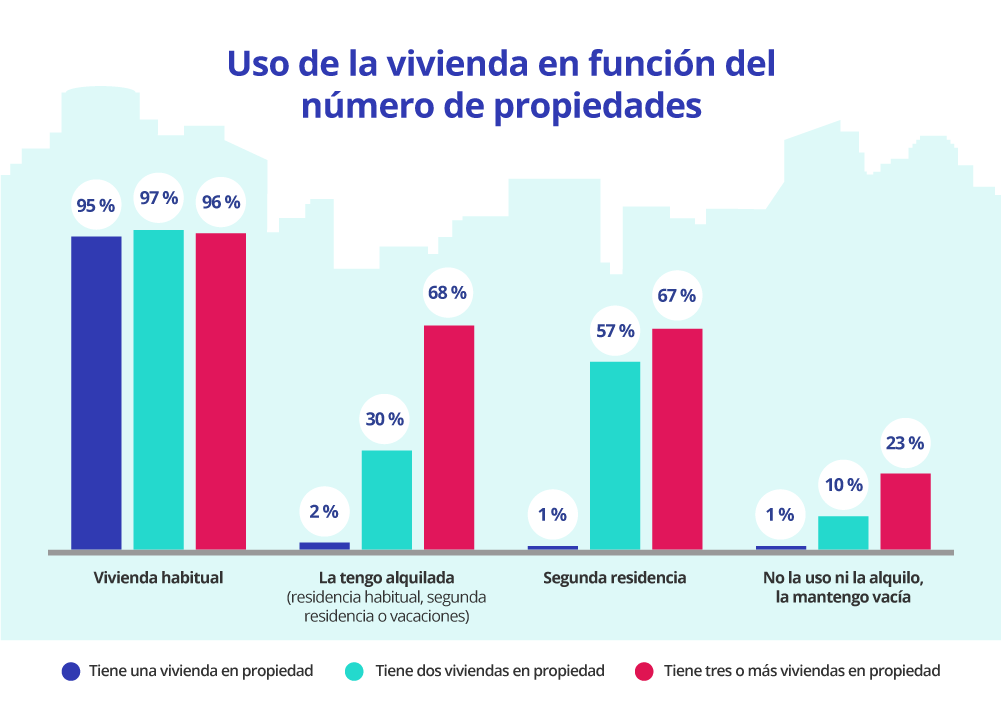 Uso de la vivienda en función del
número de propiedades
95 %
97 %
96 %
2 %
30 %
68 %
1 %
57 %
67 %
1 %
10 %
23 %
Vivienda habitual
La tengo alquilada
(residencia habitual, segunda
residencia o vacaciones)
Segunda residencia
No la uso ni la alquilo,
la mantengo vacía
Tiene una vivienda en propiedad
Tiene dos viviendas en propiedad
Tiene tres o más viviendas en propiedad